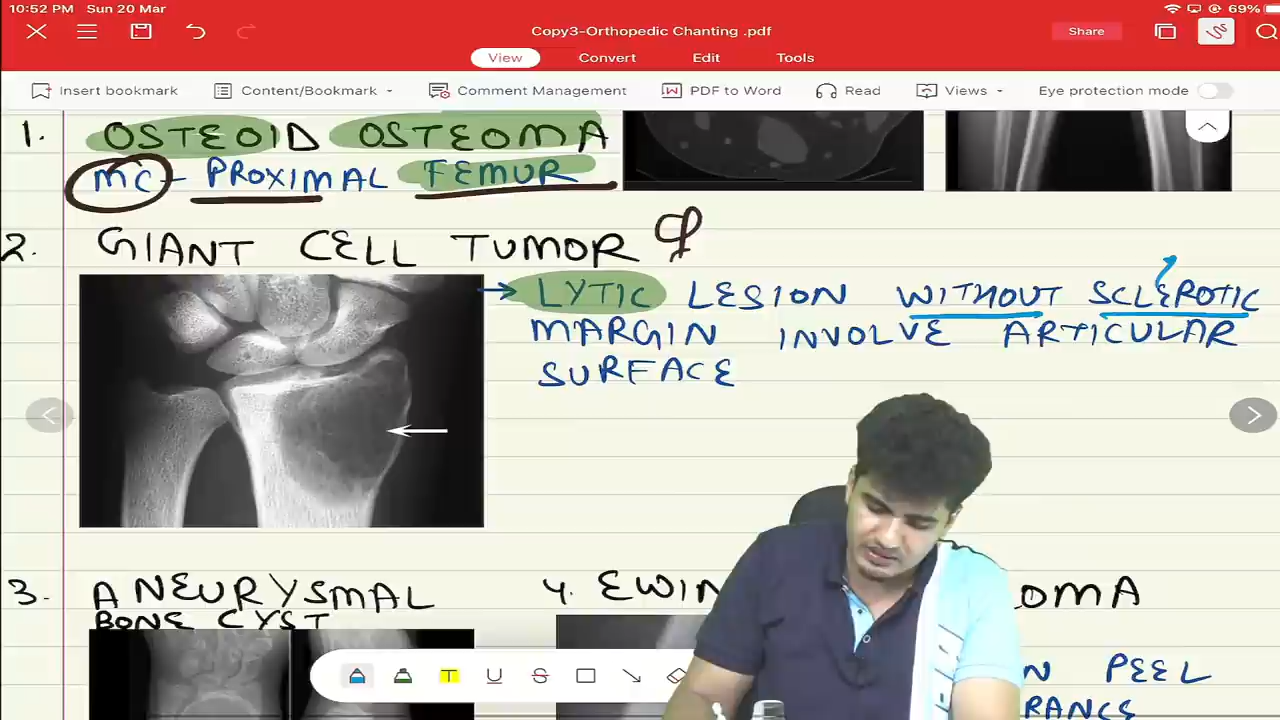 10:52 PM Sun 20 Mar
69%
Copy3-Orthopedic Chanting .pdf
Share
View Convert Edit Tools
Insert bookmark Content/Bookmark Comment Management PDF to Word Read Views Eye protection mode
1. OSTEOID OSTEOMA
MC - PROXIMAL FEMUR
2. GIANT CELL TUMOR
→ LYTIC LESION WITHOUT SCLEROTIC
MARGIN INVOLVE ARTICULAR
SURFACE
3. ANEURYSMAL
BONE CYST
4. EWIN OMA
N PEEL
RANCE
T U S